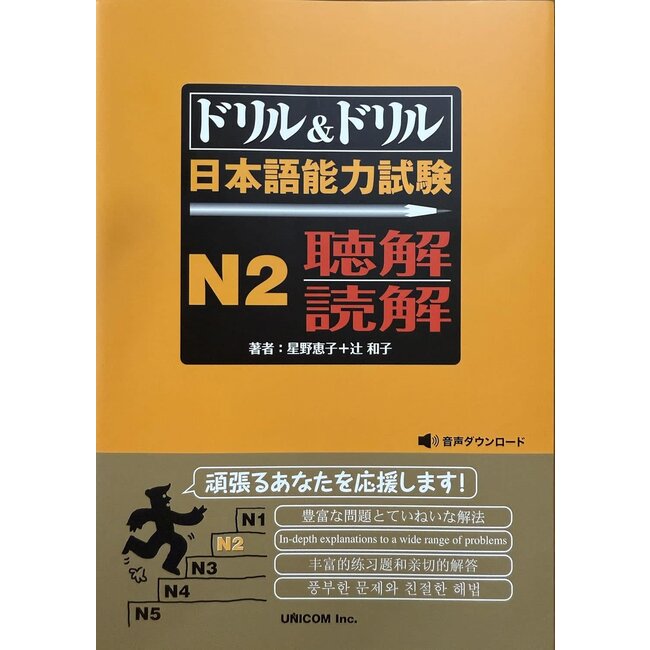 ドリル&ドリル
日本語能力試験
N2
聴解
読解
著者：星野恵子＋辻 和子
音声ダウンロード
頑張るあなたを応援します！
N1
N2
N3
N4
N5
豊富な問題とていねいな解法
In-depth explanations to a wide range of problems
丰富的练习题和亲切的解答
풍부한 문제와 친절한 해법
UNICOM Inc.